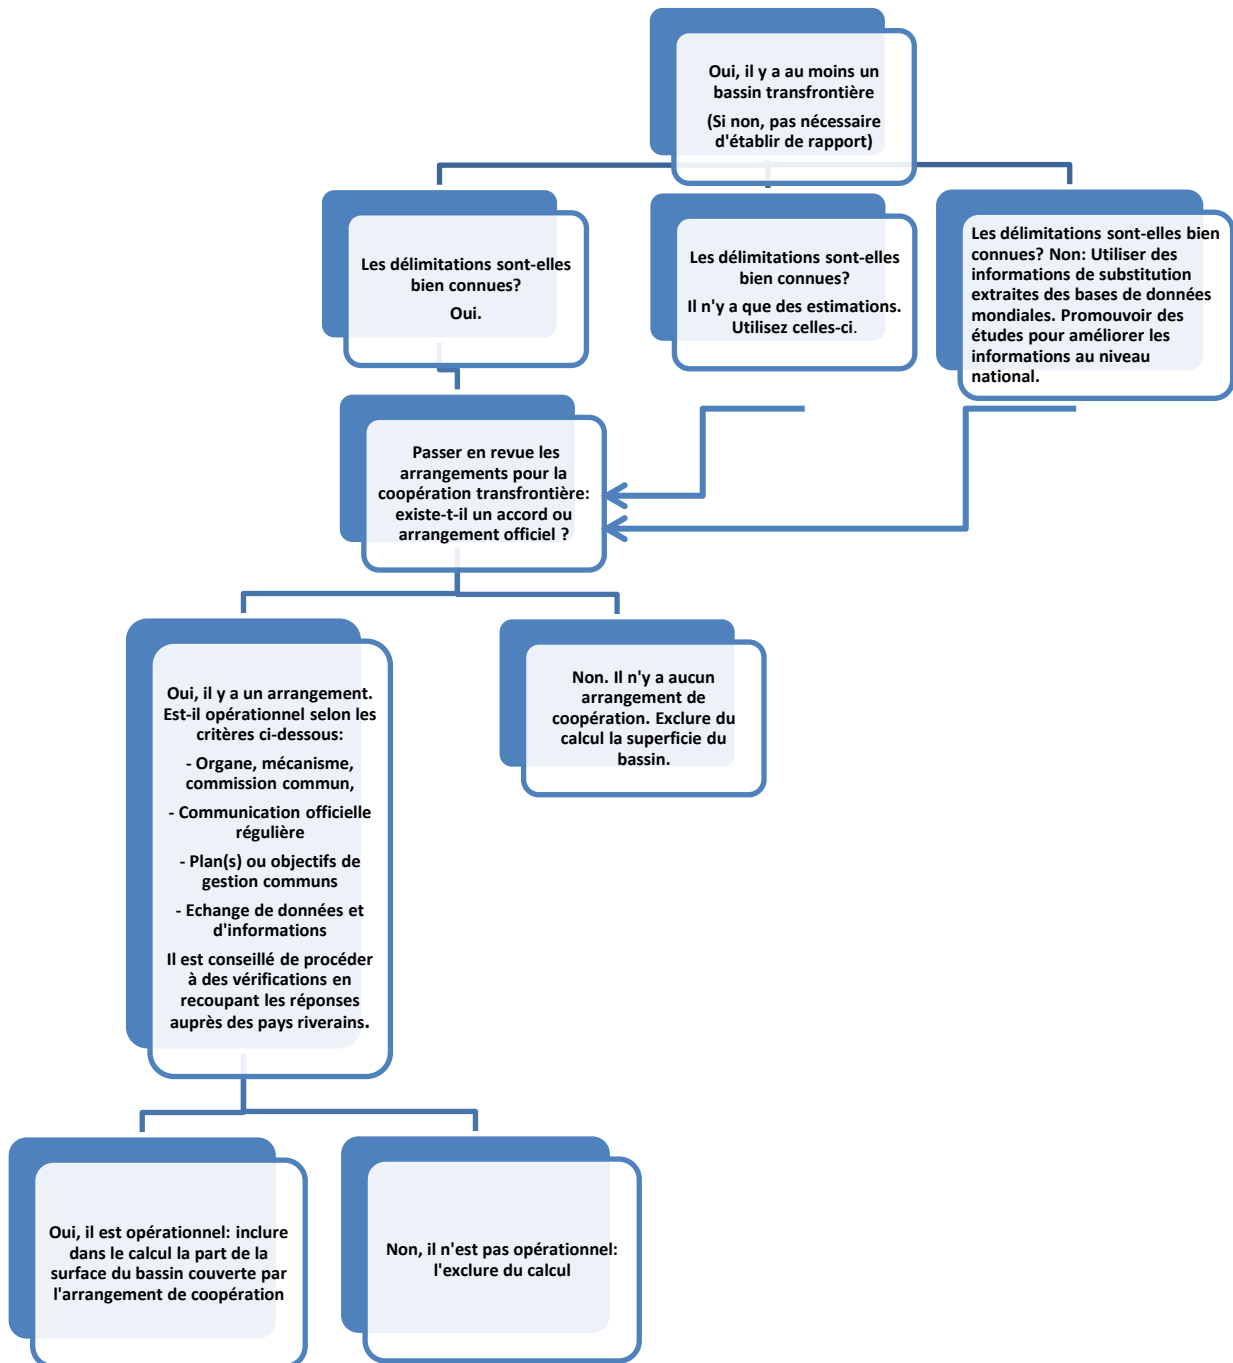 Oui, il y a au moins un
bassin transfrontière
(Si non, pas nécessaire
d'établir de rapport)
Les délimitations sont-elles
bien connues?
Oui.
Les délimitations sont-elles
bien connues?
Il n'y a que des estimations.
Utilisez celles-ci.
Les délimitations sont-elles bien
connues? Non: Utiliser des
informations de substitution
extraites des bases de données
mondiales. Promouvoir des
études pour améliorer les
informations au niveau
national.
Passer en revue les
arrangements pour la
coopération transfrontière:
existe-t-il un accord ou
arrangement officiel ?
Oui, il y a un arrangement.
Est-il opérationnel selon les
critères ci-dessous:
- Organe, mécanisme,
commission commun,
- Communication officielle
régulière
- Plan(s) ou objectifs de
gestion communs
- Echange de données et
d'informations
Il est conseillé de procéder
à des vérifications en
recoupant les réponses
auprès des pays riverains.
Non. Il n'y a aucun
arrangement de
coopération. Exclure du
calcul la superficie du
bassin.
Oui, il est opérationnel: inclure
dans le calcul la part de la
surface du bassin couverte par
l'arrangement de coopération
Non, il n'est pas opérationnel:
l'exclure du calcul